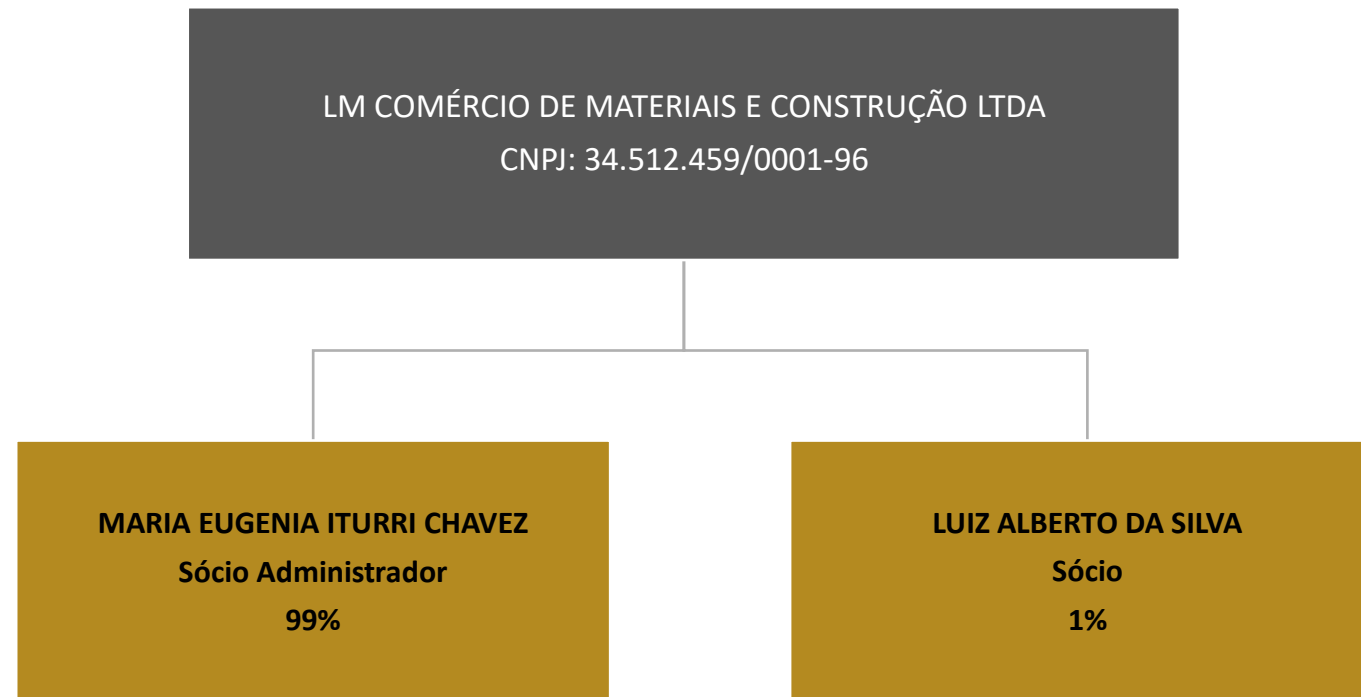 LM COMÉRCIO DE MATERIAIS E CONSTRUÇÃO LTDA
CNPJ: 34.512.459/0001-96
MARIA EUGENIA ITURRI CHAVEZ
Sócio Administrador
99%
LUIZ ALBERTO DA SILVA
Sócio
1%